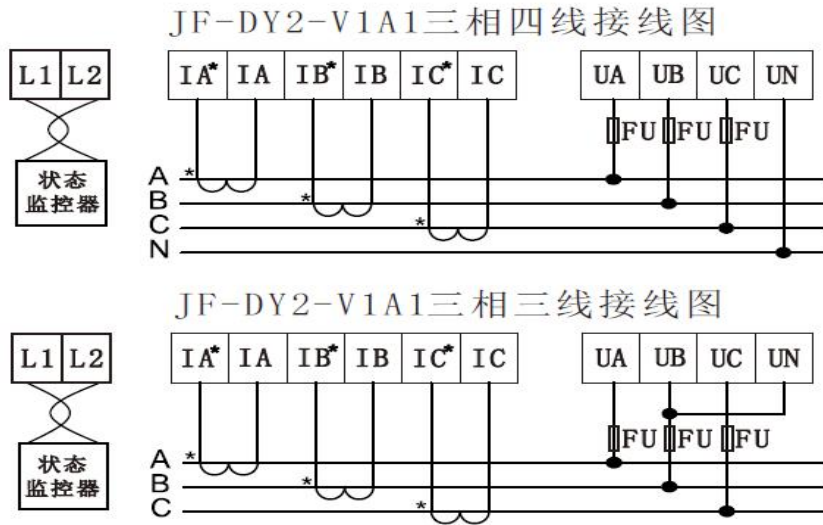 JF-DY2-V1A1三相四线接线图
L1 L2 IA* IA IB* IB IC* IC UA UB UC UN
FU FU FU
状态
监控器
A *
B *
C *
N
JF-DY2-V1A1三相三线接线图
L1 L2 IA* IA IB* IB IC* IC UA UB UC UN
FU FU FU
状态
监控器
A *
B *
C *